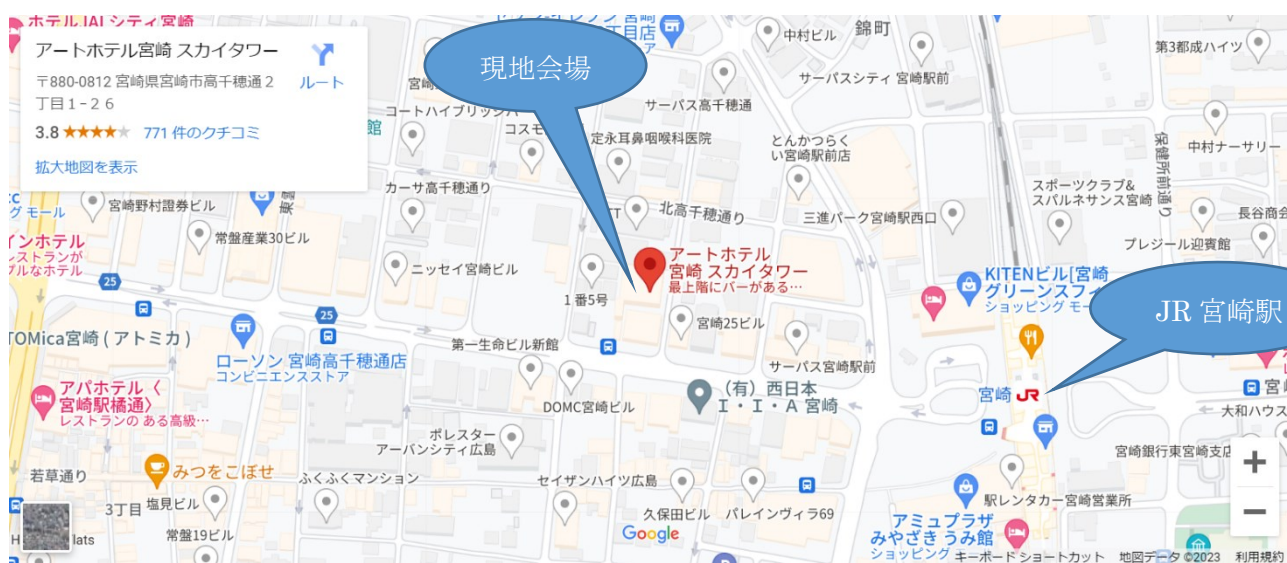 ホテルJALシティ宮崎
アートホテル宮崎 スカイタワー
〒880-0812 宮崎県宮崎市高千穂通2
丁目1-26
ルート
3.8 771 件のクチコミ
拡大地図を表示
現地会場
中村ビル
錦町
第3都成ハイツ
サーパスシティ 宮崎駅前
サーパス高千穂通
コートハイブリッジ
館
定永耳鼻咽喉科医院
とんかつらく
い宮崎駅前店
保健所前通り
中村ナーサリー
カーサ高千穂通り
スポーツクラブ&
スパルネサンス宮崎
宮崎野村證券ビル
北高千穂通り
三進パーク宮崎駅西口
長谷商会
グ モール
常盤産業30ビル
プレジール迎賓館
インホテル
レストランが
グルなホテル
アートホテル
宮崎 スカイタワー
最上階にバーがある…
ニッセイ宮崎ビル
KITENビル[宮崎
グリーンスフィ
ショッピング モー
25
1番5号
JR 宮崎駅
25
宮崎25ビル
TOMica宮崎 ( アトミカ )
ローソン 宮崎高千穂通店
コンビニエンスストア
第一生命ビル新館
サーパス宮崎駅前
アパホテル〈
宮崎駅橘通〉
レストランの ある高級…
(有) 西日本
I・I・A 宮崎
宮崎 JR
DOMC宮崎ビル
大和ハウス
ポレスター
アーバンシティ広島
宮崎銀行東宮崎支店
若草通り
みつをこぼせ
ふくふくマンション
セイザンハイツ広島
駅レンタカー宮崎営業所
3丁目
塩見ビル
久保田ビル
パレインヴィラ69
アミュプラザ
みやざき うみ館
ショッピング
常盤19ビル
Google
キーボード ショートカット 地図データ ©2023 利用規約